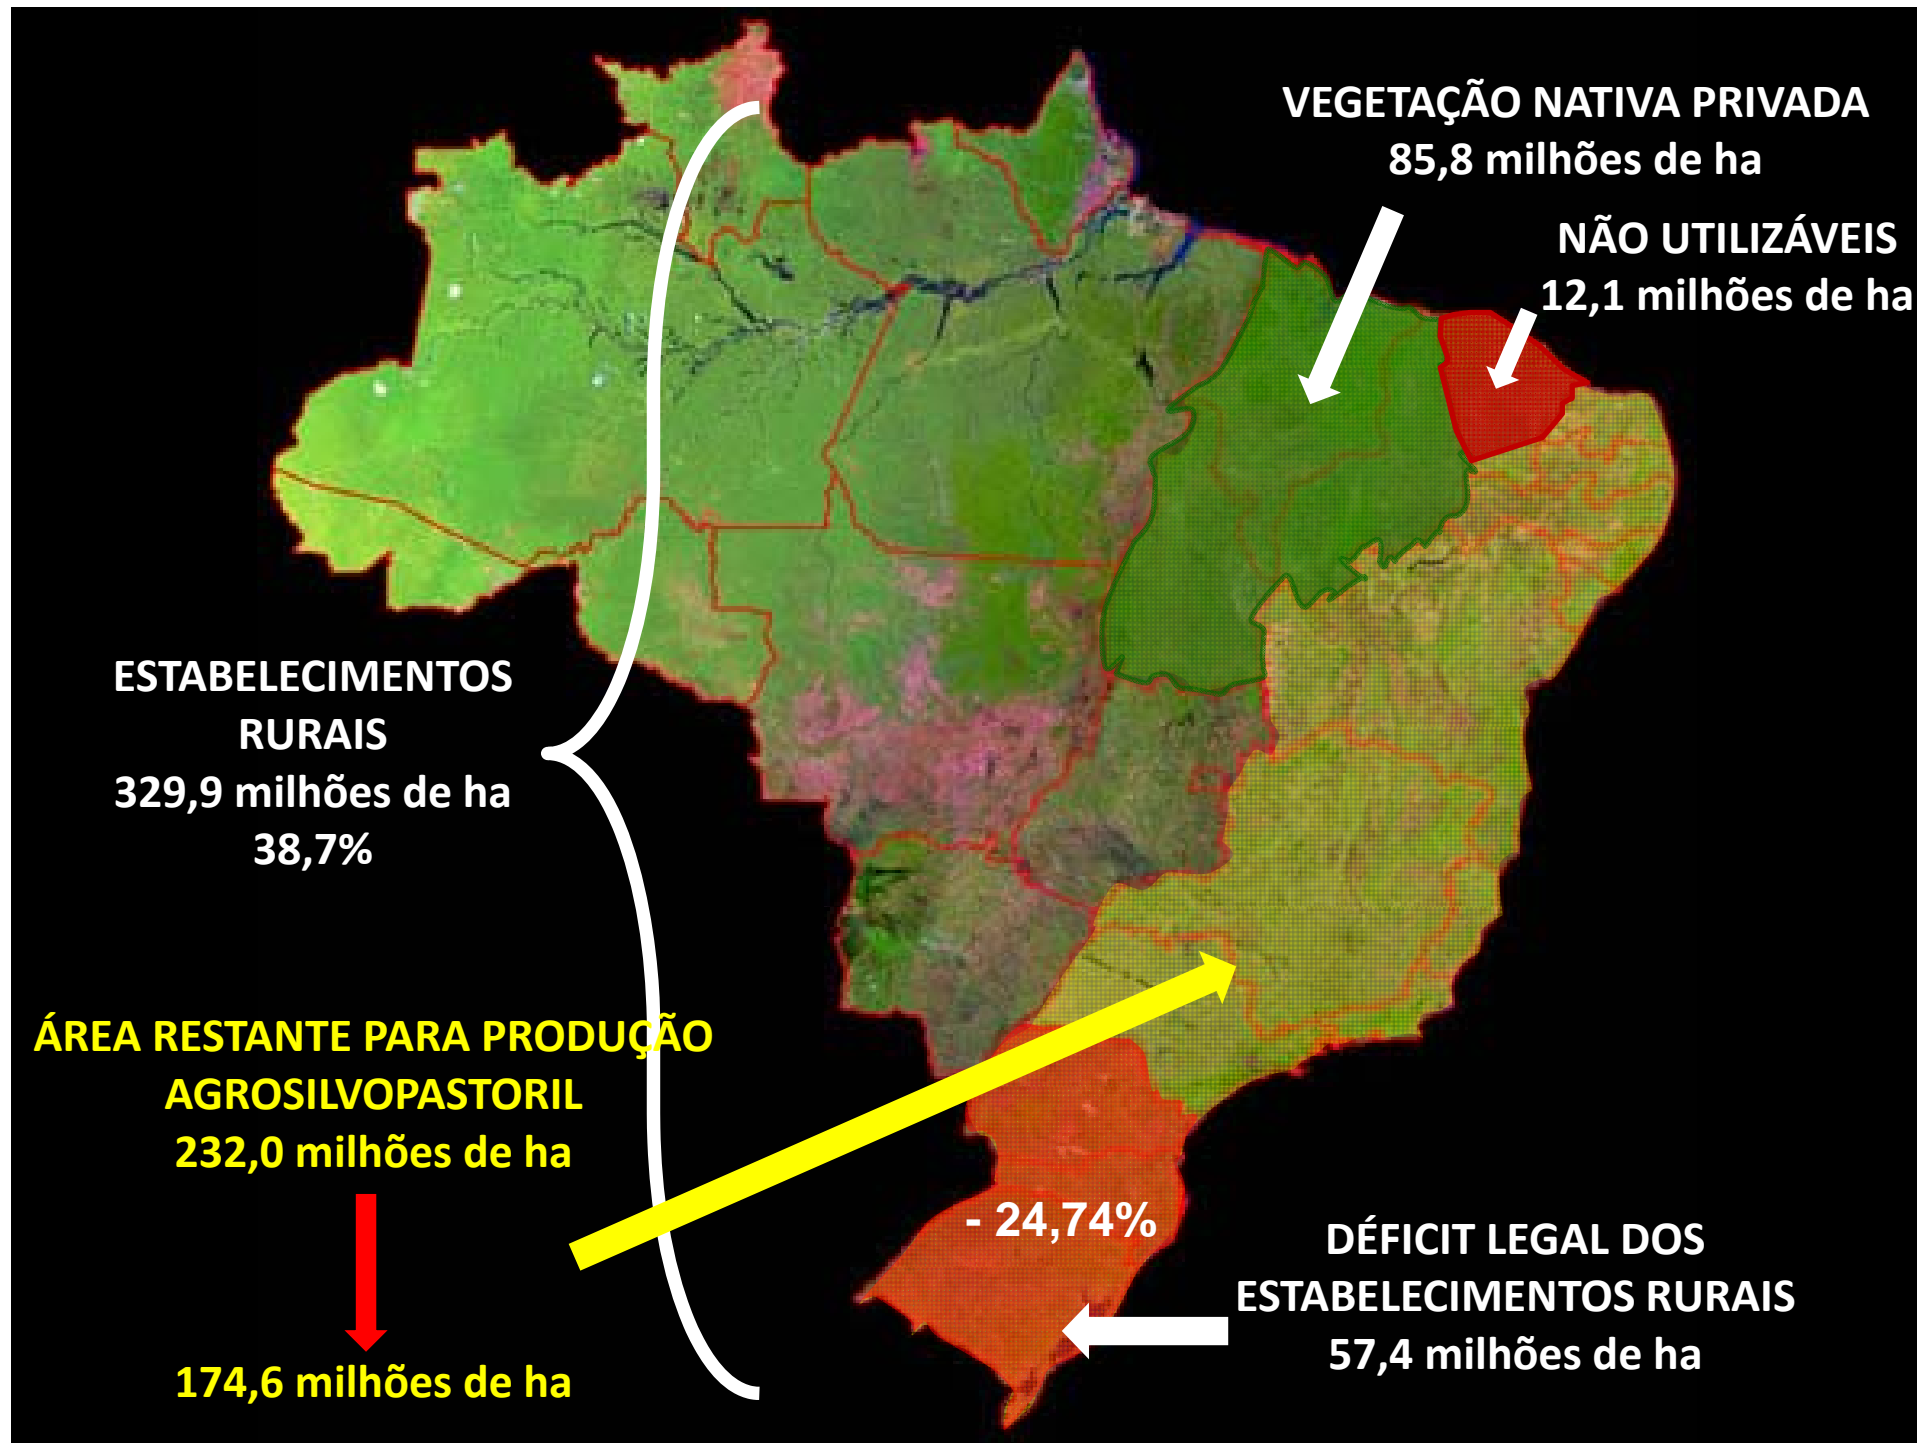 VEGETAÇÃO NATIVA PRIVADA
85,8 milhões de ha
NÃO UTILIZÁVEIS
12,1 milhões de ha
ESTABELECIMENTOS
RURAIS
329,9 milhões de ha
38,7%
ÁREA RESTANTE PARA PRODUÇÃO
AGROSILVOPASTORIL
232,0 milhões de ha
174,6 milhões de ha
- 24,74%
DÉFICIT LEGAL DOS
ESTABELECIMENTOS RURAIS
57,4 milhões de ha